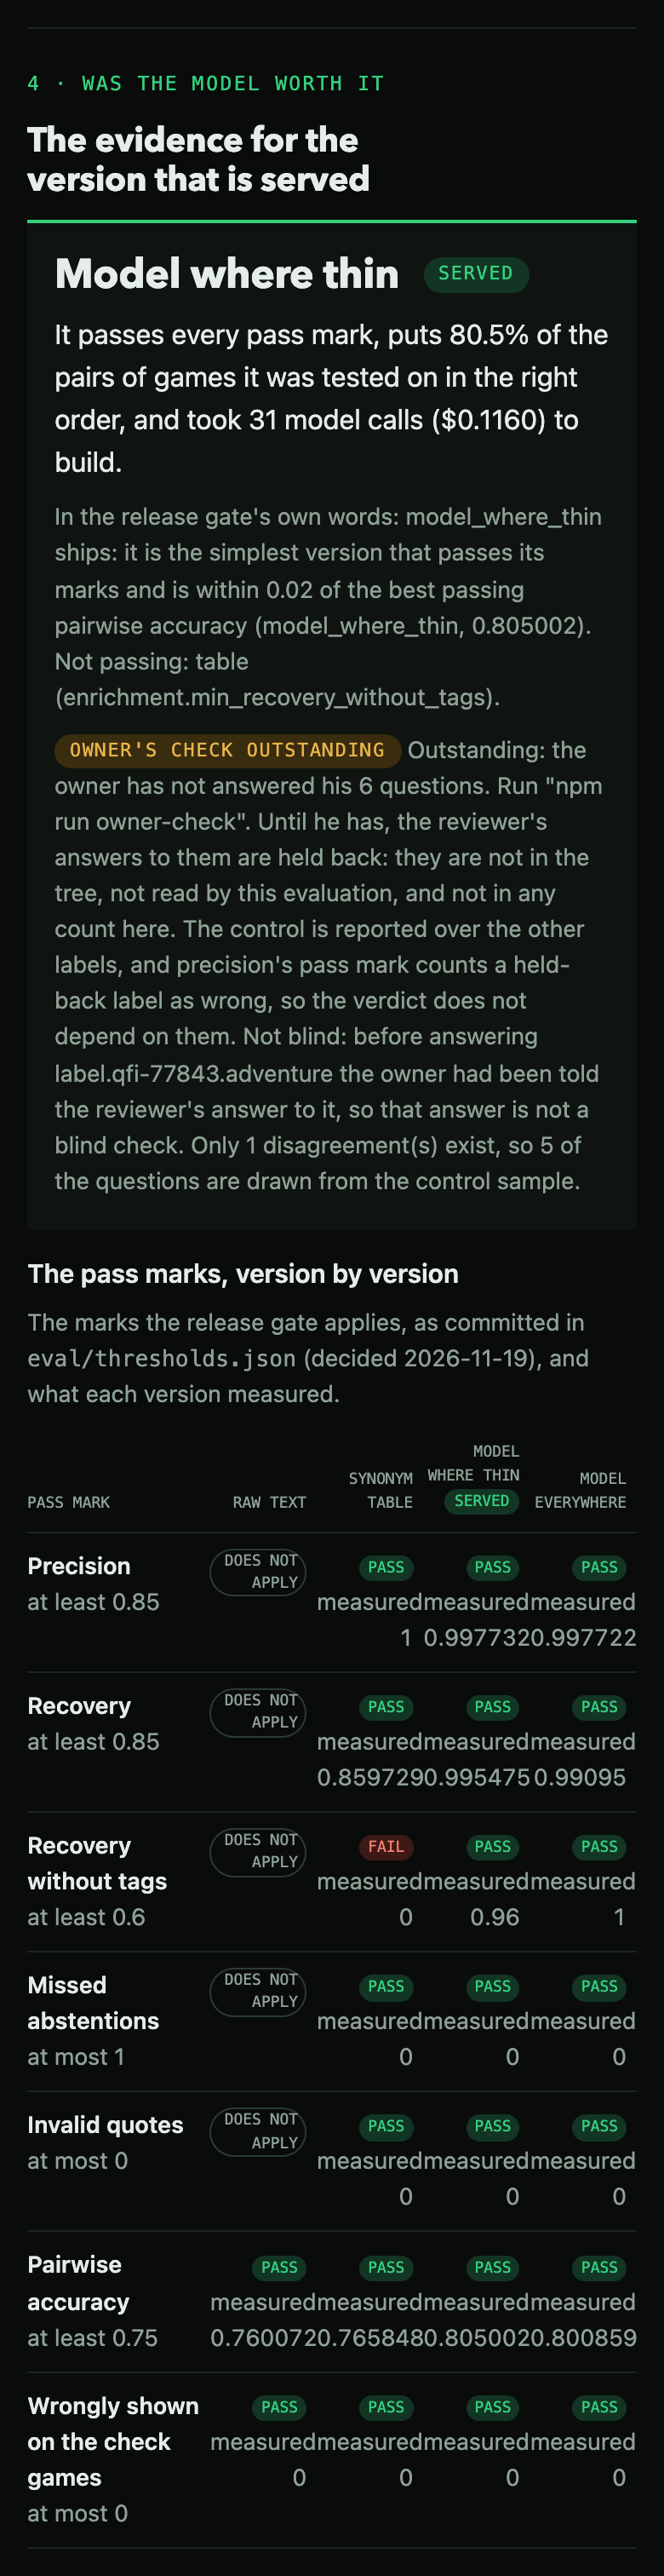 4 · WAS THE MODEL WORTH IT
The evidence for the
version that is served
Model where thin SERVED
It passes every pass mark, puts 80.5% of the
pairs of games it was tested on in the right
order, and took 31 model calls ($0.1160) to
build.
In the release gate's own words: model_where_thin
ships: it is the simplest version that passes its
marks and is within 0.02 of the best passing
pairwise accuracy (model_where_thin, 0.805002).
Not passing: table
(enrichment.min_recovery_without_tags).
OWNER'S CHECK OUTSTANDING Outstanding: the
owner has not answered his 6 questions. Run "npm
run owner-check". Until he has, the reviewer's
answers to them are held back: they are not in the
tree, not read by this evaluation, and not in any
count here. The control is reported over the other
labels, and precision's pass mark counts a held-
back label as wrong, so the verdict does not
depend on them. Not blind: before answering
label.qfi-77843.adventure the owner had been told
the reviewer's answer to it, so that answer is not a
blind check. Only 1 disagreement(s) exist, so 5 of
the questions are drawn from the control sample.
The pass marks, version by version
The marks the release gate applies, as committed in
eval/thresholds.json (decided 2026-11-19), and
what each version measured.
MODEL
SYNONYM WHERE THIN MODEL
PASS MARK RAW TEXT TABLE SERVED EVERYWHERE
Precision DOES NOT APPLY PASS PASS PASS
at least 0.85 measured measured measured
1 0.997732 0.997722
Recovery DOES NOT APPLY PASS PASS PASS
at least 0.85 measured measured measured
0.859729 0.995475 0.99095
Recovery DOES NOT APPLY FAIL PASS PASS
without tags measured measured measured
at least 0.6 0 0.96 1
Missed DOES NOT APPLY PASS PASS PASS
abstentions measured measured measured
at most 1 0 0 0
Invalid quotes DOES NOT APPLY PASS PASS PASS
at most 0 measured measured measured
0 0 0
Pairwise PASS PASS PASS PASS
accuracy measured measured measured measured
at least 0.75 0.760072 0.765848 0.805002 0.800859
Wrongly shown PASS PASS PASS PASS
on the check measured measured measured measured
games 0 0 0 0
at most 0